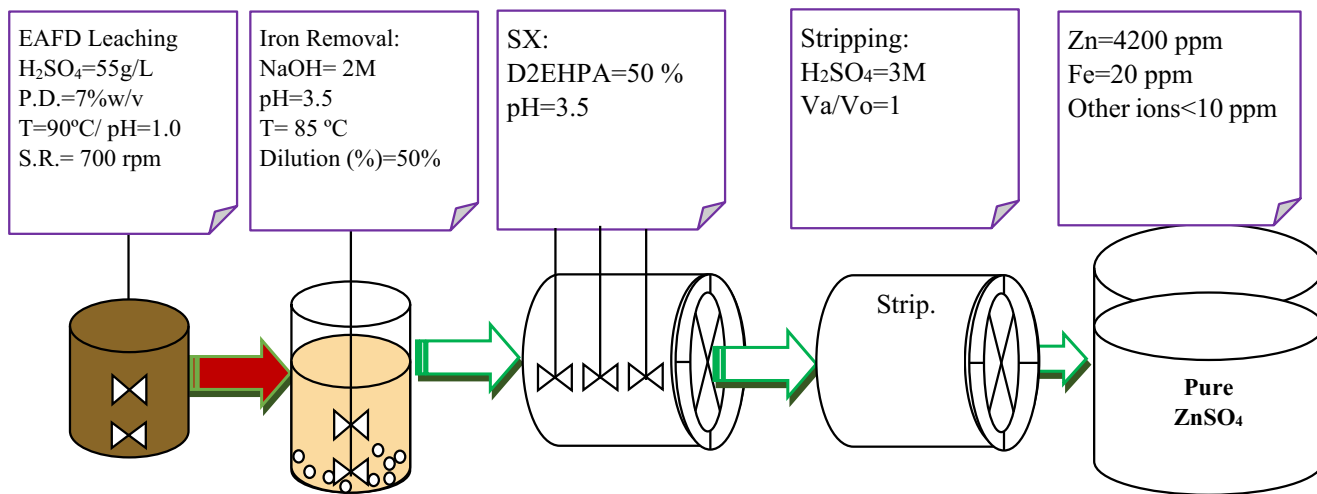 EAFD Leaching
H₂SO₄=55g/L
P.D.=7%w/v
T=90ºC/ pH=1.0
S.R.= 700 rpm
Iron Removal:
NaOH= 2M
pH=3.5
T= 85 ºC
Dilution (%)=50%
SX:
D2EHPA=50 %
pH=3.5
Stripping:
H₂SO₄=3M
Va/Vo=1
Zn=4200 ppm
Fe=20 ppm
Other ions<10 ppm
Strip.
Pure
ZnSO₄